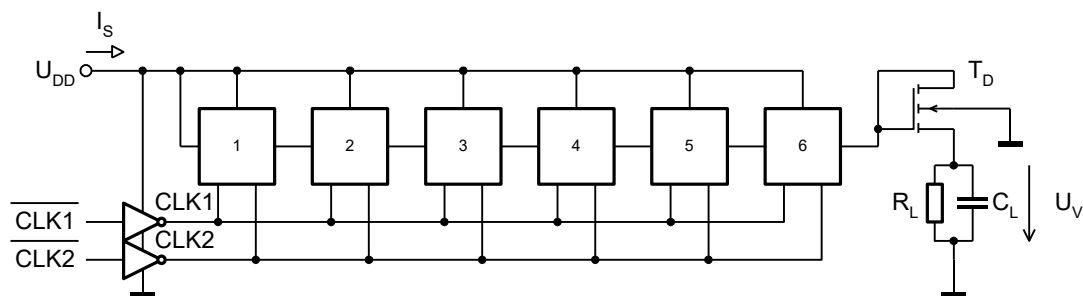 I_S
U_DD
T_D
1 2 3 4 5 6
CLK1
CLK1
R_L
C_L
U_V
CLK2
CLK2